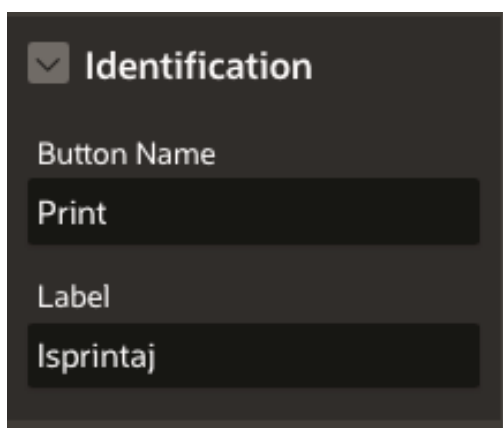 Identification
Button Name
Print
Label
Isprintaj